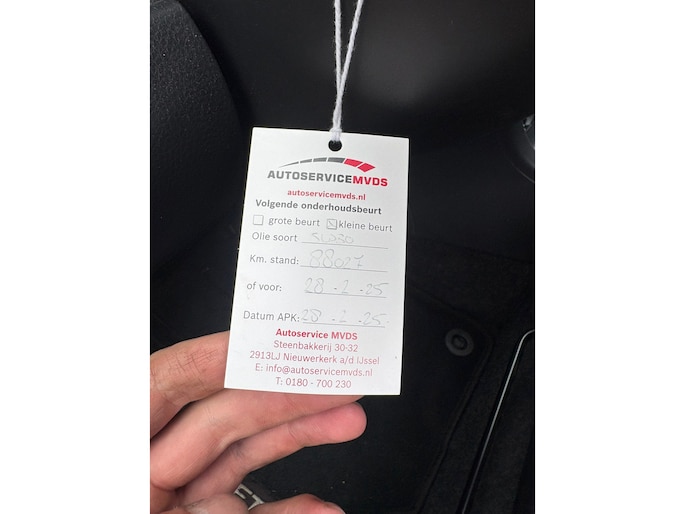 AUTOSERVICEMVDS
autoservicemvds.nl
Volgende onderhoudsbeurt
grote beurt kleine beurt
Olie soort
Km. stand: 88027
of voor: 28-2-25
Datum APK: 28-2-25
Autoservice MVDS
Steenbakkerij 30-32
2913LJ Nieuwerkerk a/d IJssel
E: info@autoservicemvds.nl
T: 0180 - 700 230